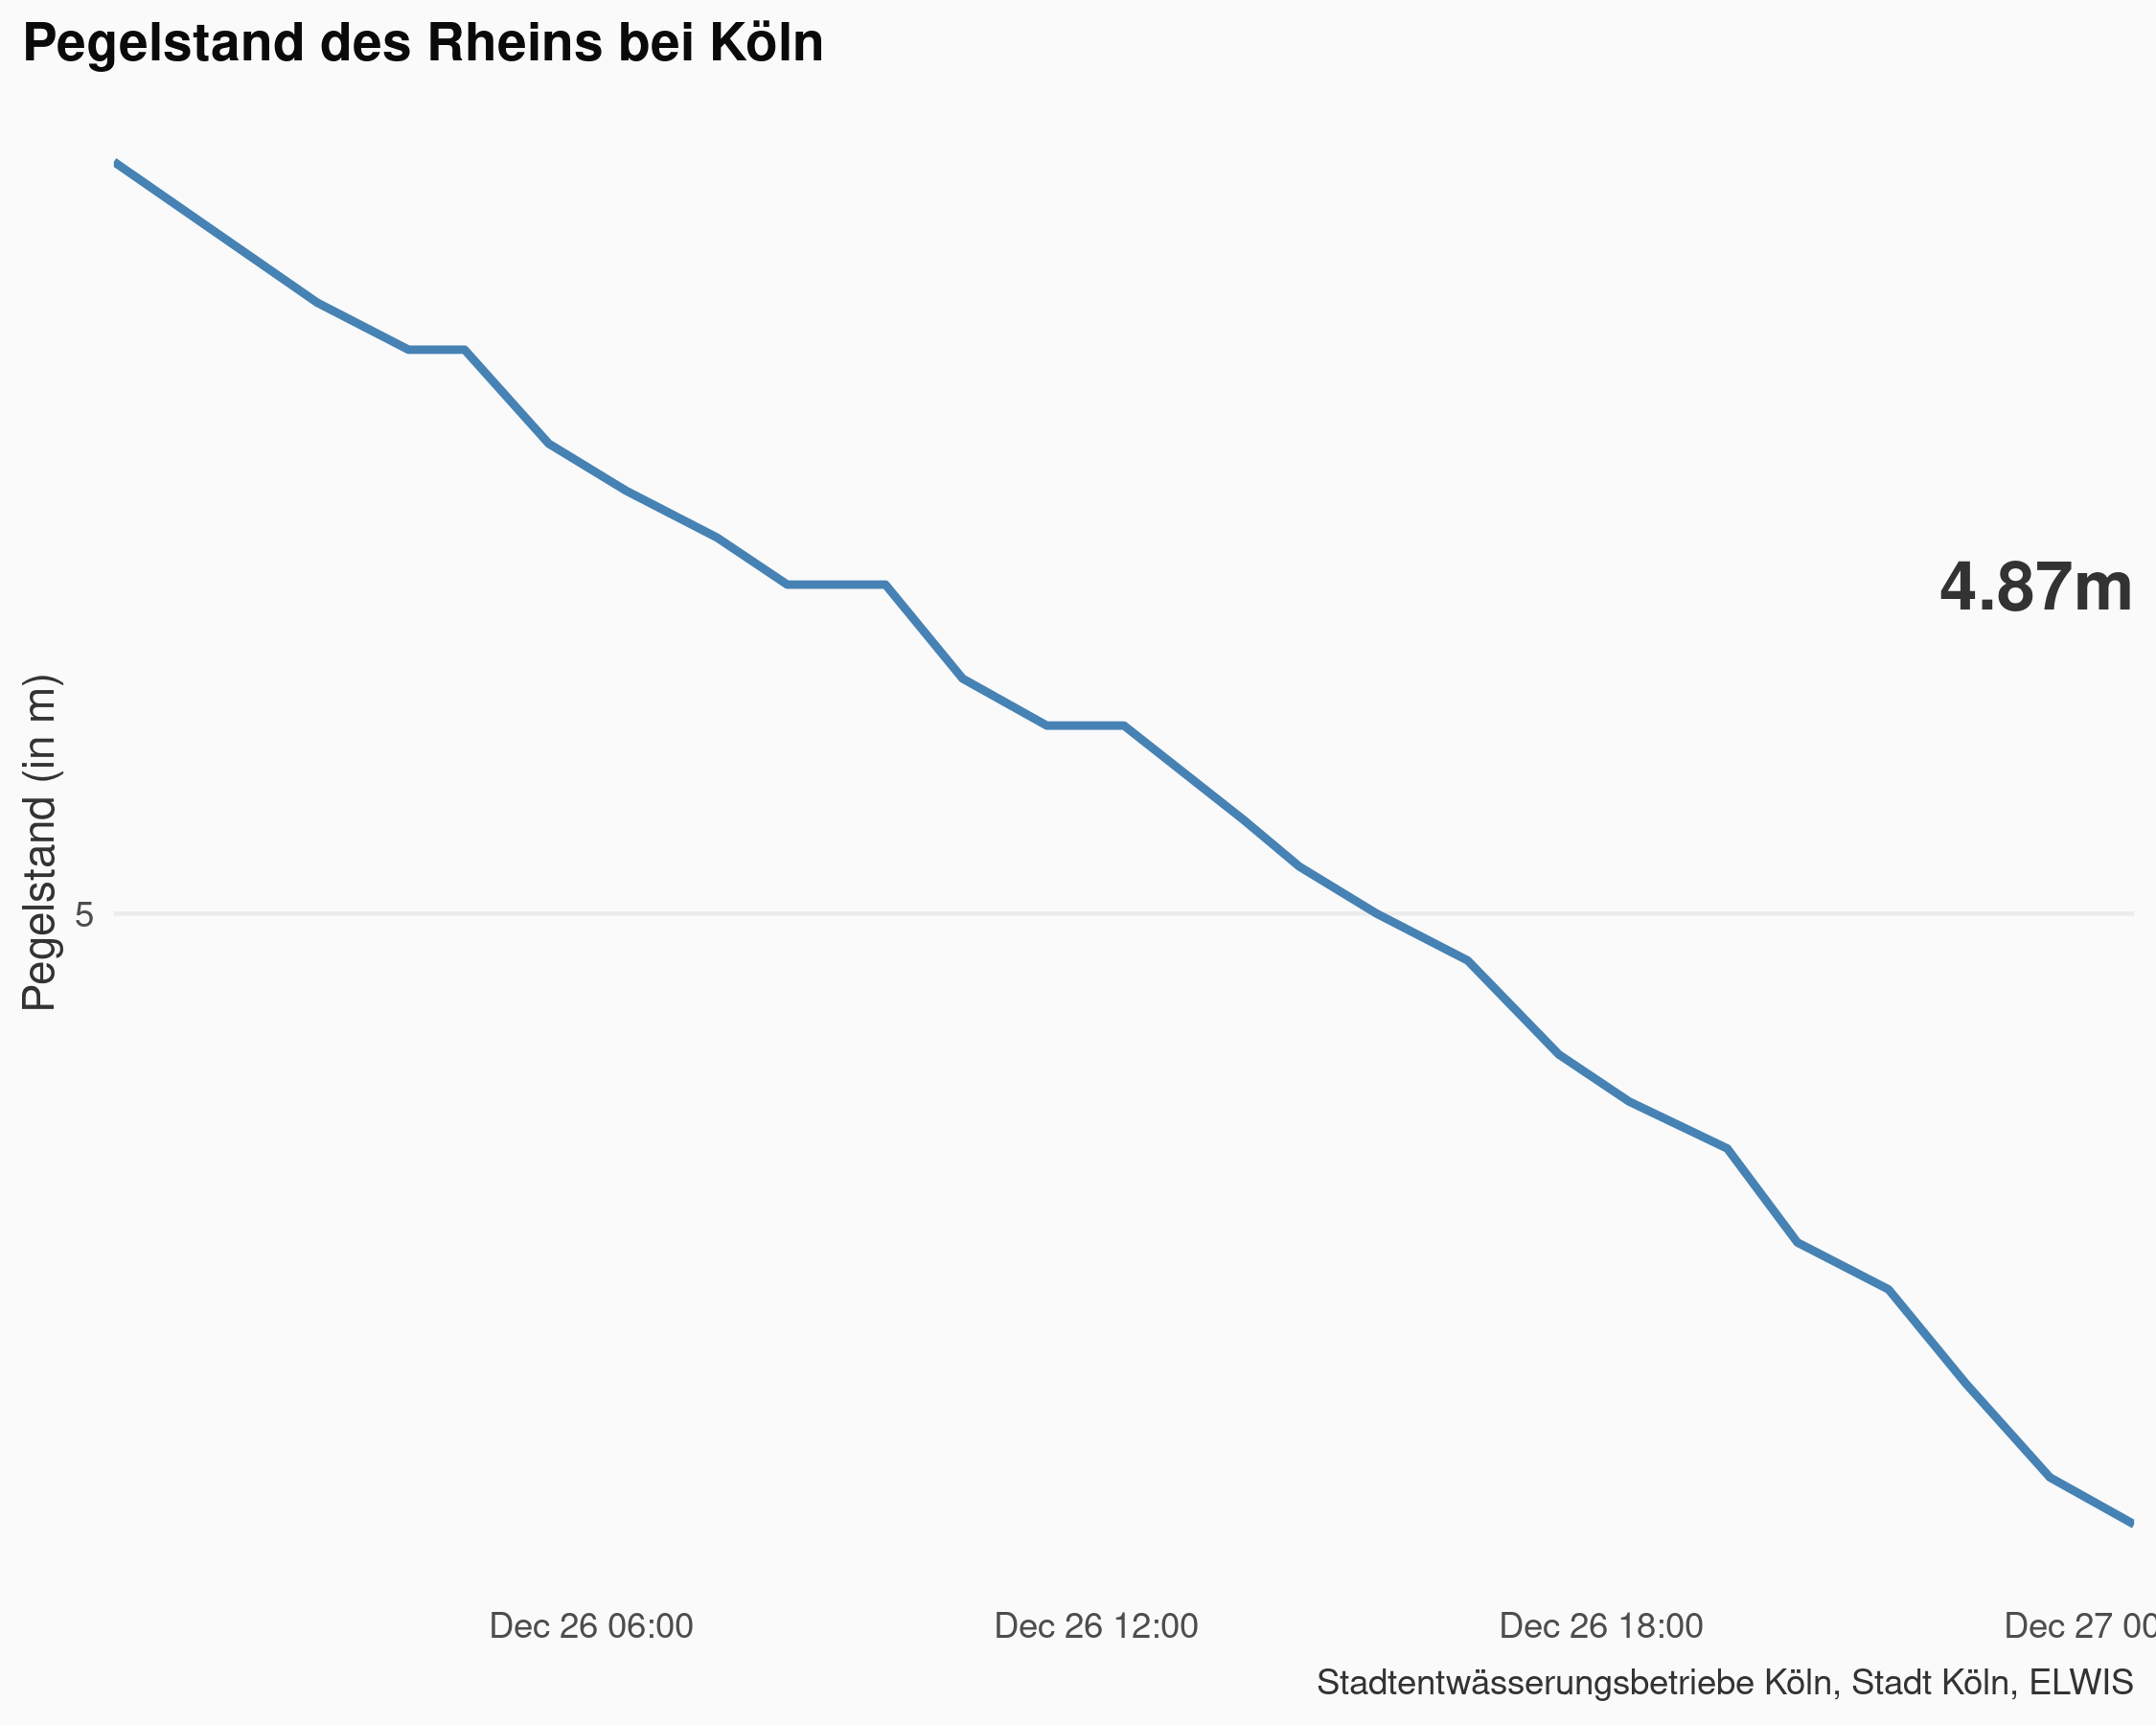 Pegelstand des Rheins bei Köln
4.87m
Pegelstand (in m)
5
Dec 26 06:00
Dec 26 12:00
Dec 26 18:00
Dec 27 00
Stadtentwässerungsbetriebe Köln, Stadt Köln, ELWIS